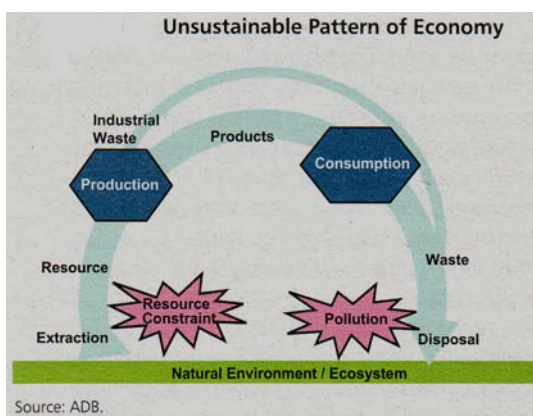 Unsustainable Pattern of Economy
Industrial
Waste
Products
Consumption
Production
Resource
Waste
Resource
Constraint
Pollution
Extraction
Disposal
Natural Environment / Ecosystem
Source: ADB.